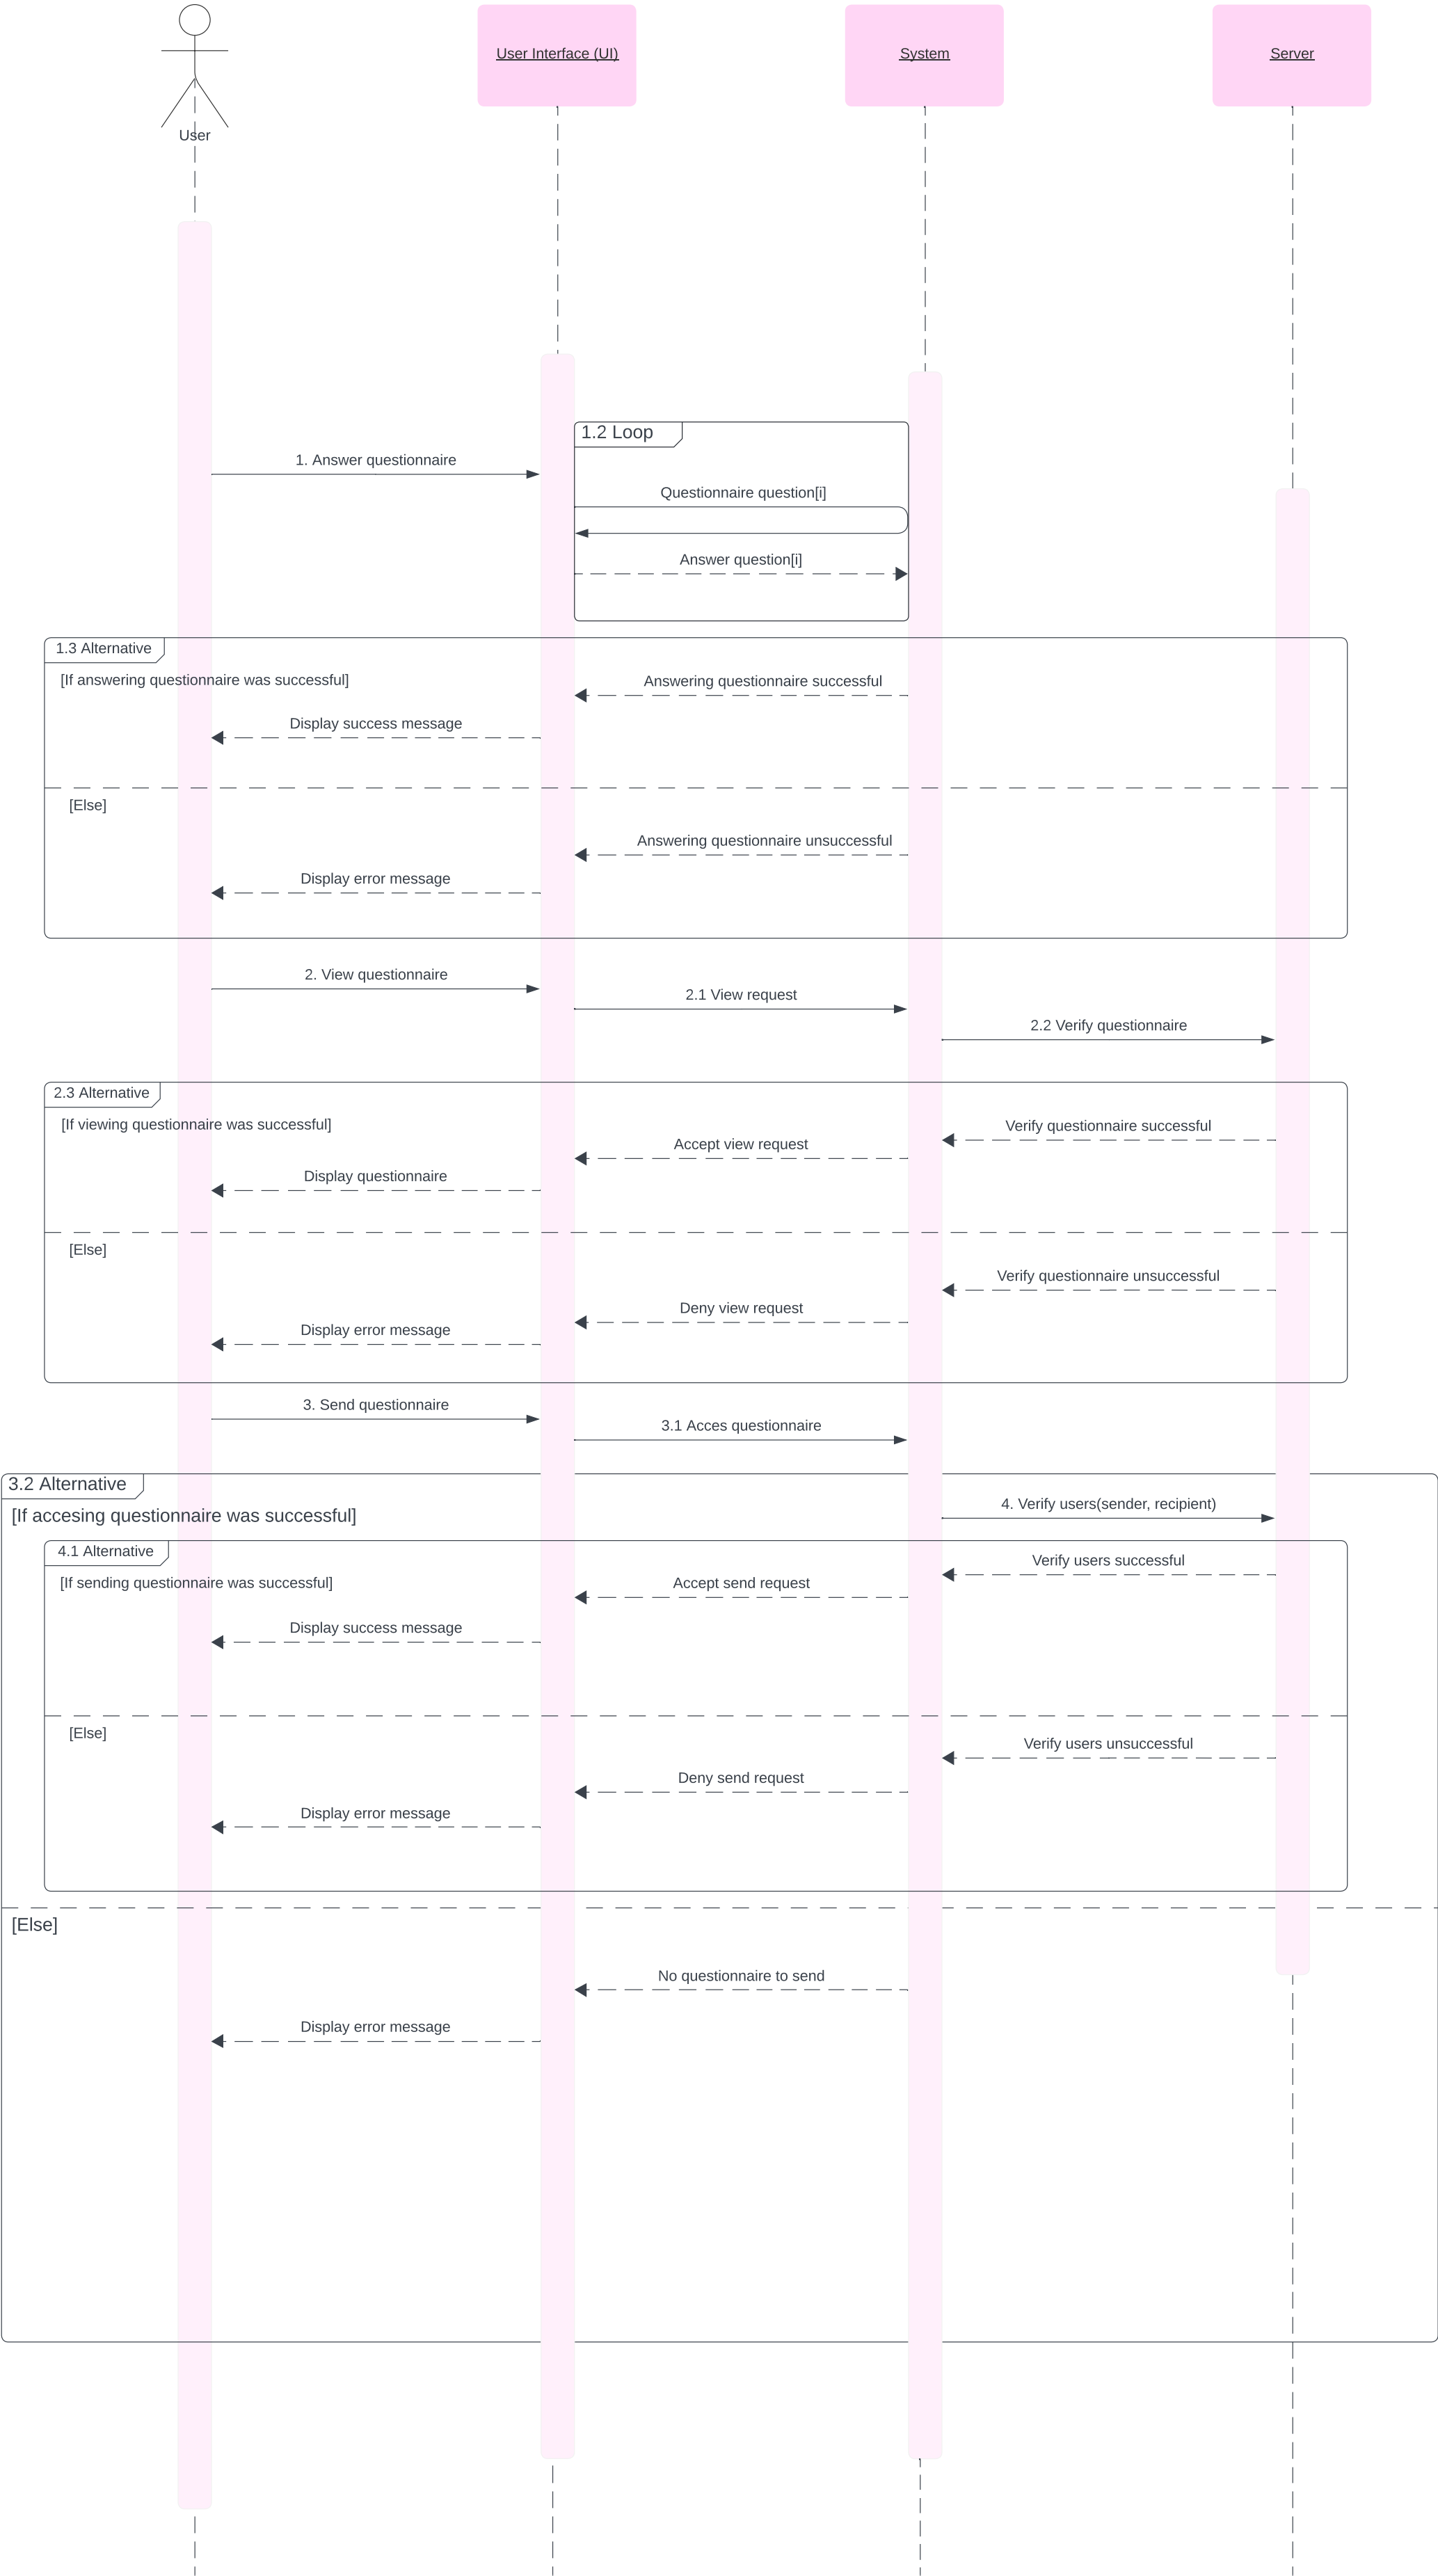 User Interface (UI)
System
Server
User
1.2 Loop
1. Answer questionnaire
Questionnaire question[i]
Answer question[i]
1.3 Alternative
[If answering questionnaire was successful]
Answering questionnaire successful
Display success message
[Else]
Answering questionnaire unsuccessful
Display error message
2. View questionnaire
2.1 View request
2.2 Verify questionnaire
2.3 Alternative
[If viewing questionnaire was successful]
Verify questionnaire successful
Accept view request
Display questionnaire
[Else]
Verify questionnaire unsuccessful
Deny view request
Display error message
3. Send questionnaire
3.1 Acces questionnaire
3.2 Alternative
[If accesing questionnaire was successful]
4. Verify users(sender, recipient)
4.1 Alternative
Verify users successful
[If sending questionnaire was successful]
Accept send request
Display success message
[Else]
Verify users unsuccessful
Deny send request
Display error message
[Else]
No questionnaire to send
Display error message